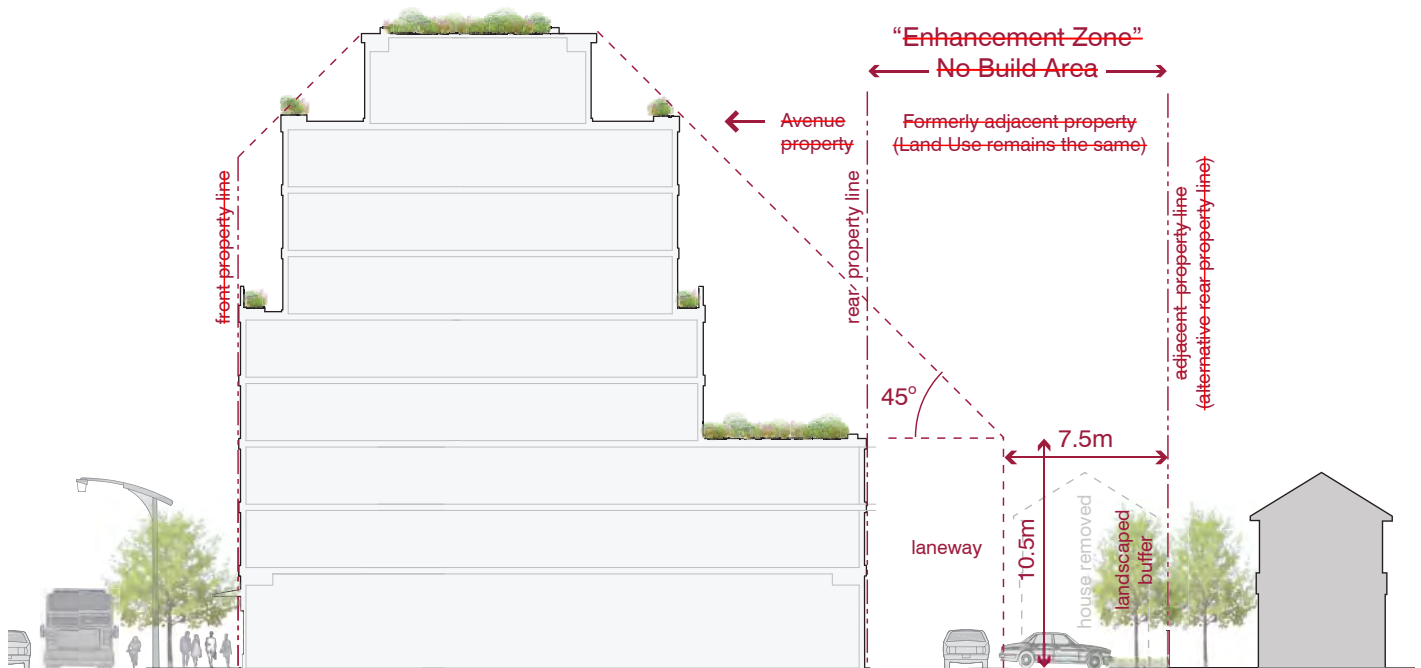 “Enhancement Zone”
No Build Area
Avenue
property
Formerly adjacent property
(Land Use remains the same)
front property line
rear property line
adjacent property line
(alternative rear property line)
45°
7.5m
10.5m
laneway
house removed
landscaped
buffer